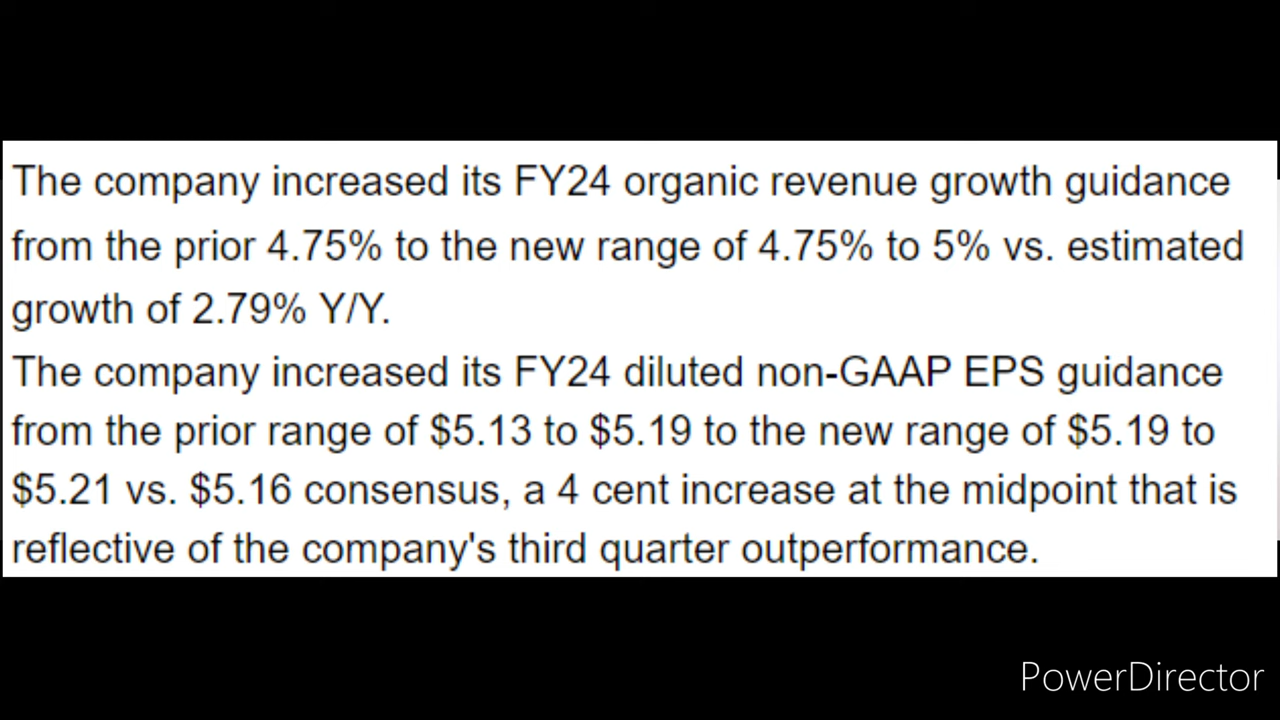 The company increased its FY24 organic revenue growth guidance
from the prior 4.75% to the new range of 4.75% to 5% vs. estimated
growth of 2.79% Y/Y.
The company increased its FY24 diluted non-GAAP EPS guidance
from the prior range of $5.13 to $5.19 to the new range of $5.19 to
$5.21 vs. $5.16 consensus, a 4 cent increase at the midpoint that is
reflective of the company's third quarter outperformance.
PowerDirector